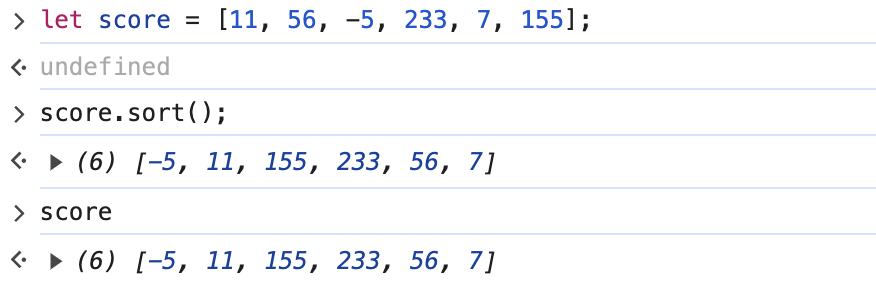 > let score = [11, 56, -5, 233, 7, 155];
undefined
> score.sort();
▶ (6) [-5, 11, 155, 233, 56, 7]
> score
▶ (6) [-5, 11, 155, 233, 56, 7]